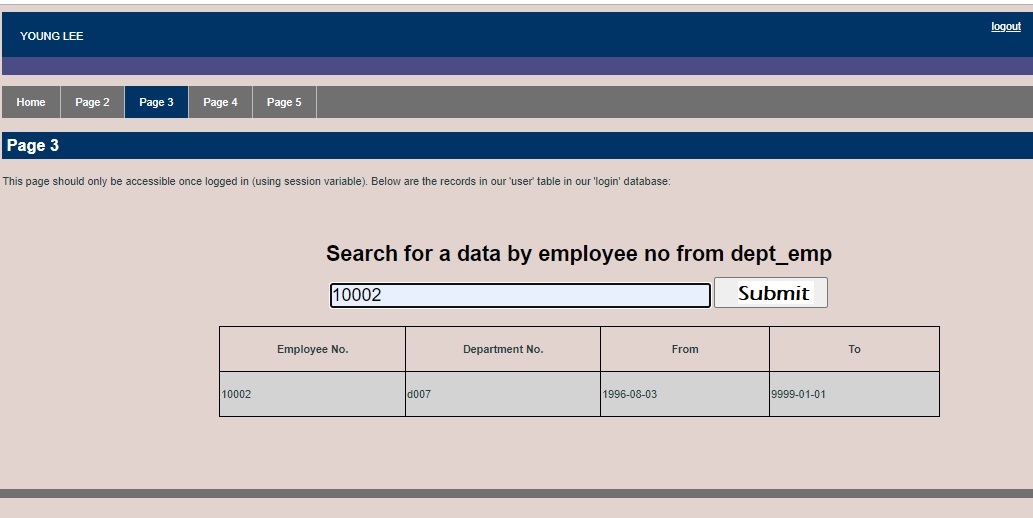 YOUNG LEE
logout
Home Page 2 Page 3 Page 4 Page 5
Page 3
This page should only be accessible once logged in (using session variable). Below are the records in our 'user' table in our 'login' database:
Search for a data by employee no from dept_emp
10002 Submit
Employee No. Department No. From To
10002 d007 1996-08-03 9999-01-01